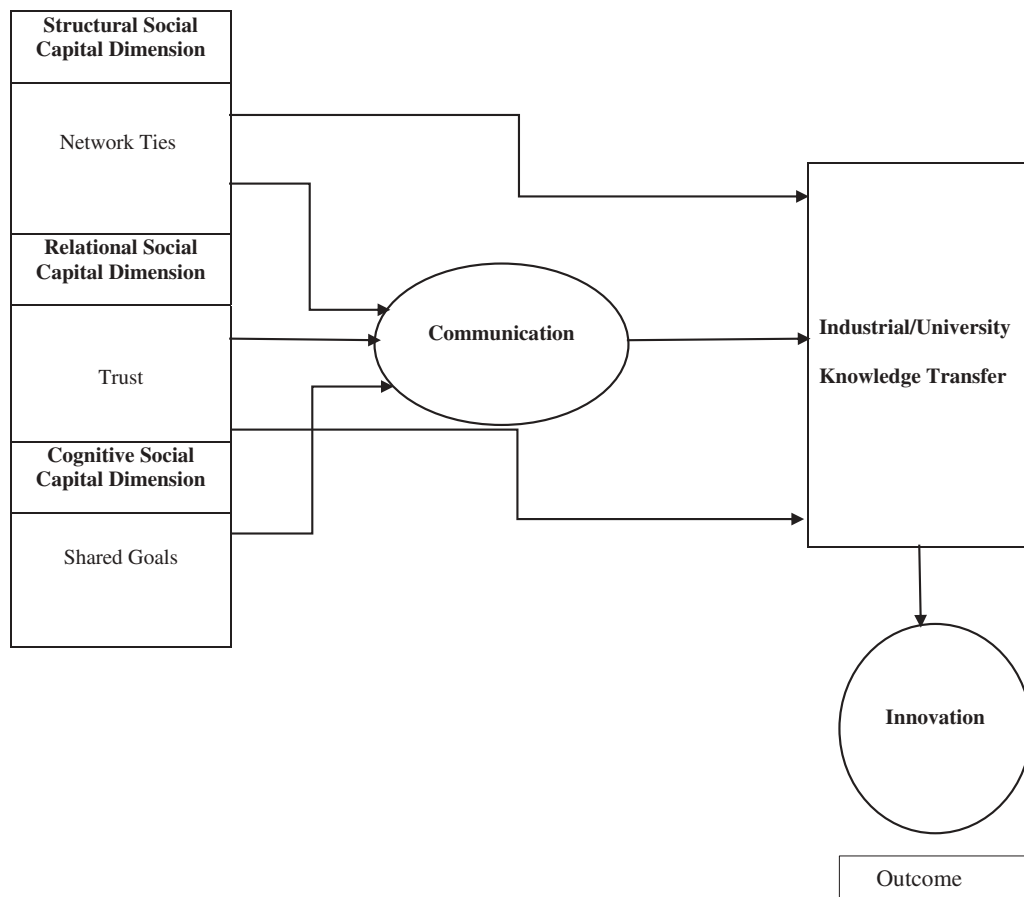 Structural Social
Capital Dimension
Network Ties
Relational Social
Capital Dimension
Trust
Cognitive Social
Capital Dimension
Shared Goals
Communication
Industrial/University
Knowledge Transfer
Innovation
Outcome